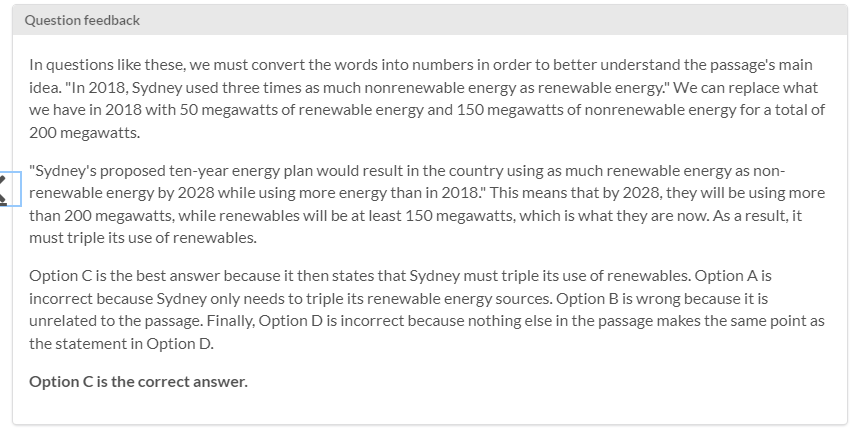 Question feedback
In questions like these, we must convert the words into numbers in order to better understand the passage's main
idea. "In 2018, Sydney used three times as much nonrenewable energy as renewable energy." We can replace what
we have in 2018 with 50 megawatts of renewable energy and 150 megawatts of nonrenewable energy for a total of
200 megawatts.
"Sydney's proposed ten-year energy plan would result in the country using as much renewable energy as non-
renewable energy by 2028 while using more energy than in 2018." This means that by 2028, they will be using more
than 200 megawatts, while renewables will be at least 150 megawatts, which is what they are now. As a result, it
must triple its use of renewables.
Option C is the best answer because it then states that Sydney must triple its use of renewables. Option A is
incorrect because Sydney only needs to triple its renewable energy sources. Option B is wrong because it is
unrelated to the passage. Finally, Option D is incorrect because nothing else in the passage makes the same point as
the statement in Option D.
Option C is the correct answer.